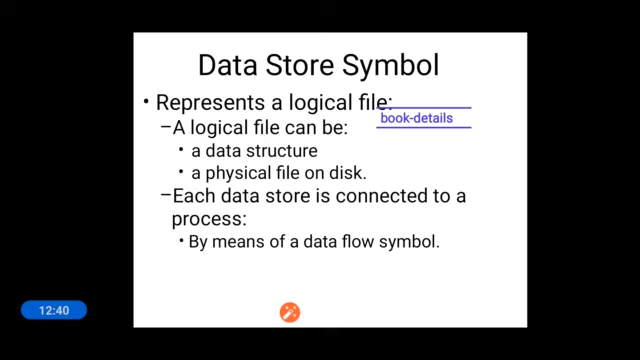 Data Store Symbol
• Represents a logical file:
book-details
–A logical file can be:
• a data structure
• a physical file on disk.
–Each data store is connected to a
process:
• By means of a data flow symbol.
12:40